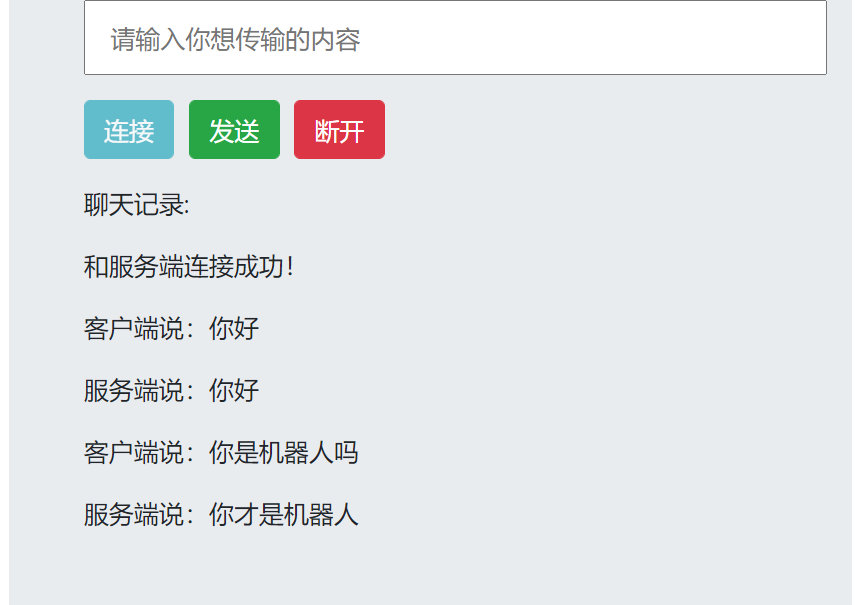 请输入你想传输的内容
连接 发送 断开
聊天记录:
和服务端连接成功!
客户端说：你好
服务端说：你好
客户端说：你是机器人吗
服务端说：你才是机器人